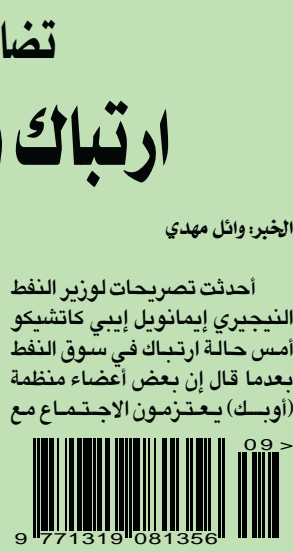 تضا
ارتباك
الخبر: وائل مهدي
أحدثت تصريحات لوزير النفط
النيجيري إيمانويل إيبي كاتشيكو
أمس حالة ارتباك في سوق النفط
بعدما قال إن بعض أعضاء منظمة
(أوبك) يعتزمون الاجتماع مع
09 >
9 771319 081356